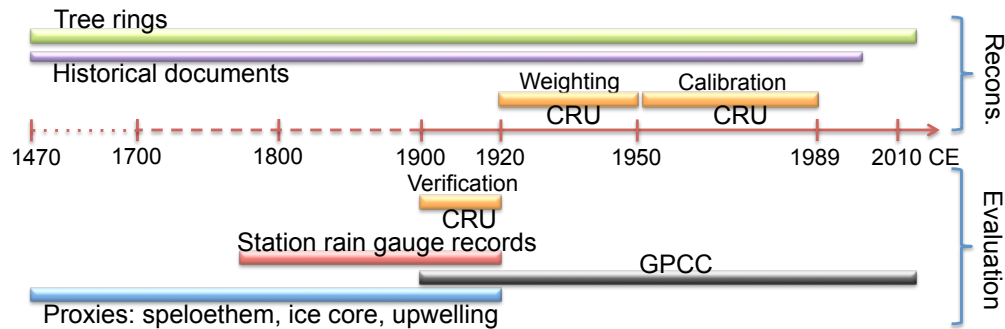 Tree rings
Historical documents
Weighting
Calibration
CRU
CRU
Recons.
1470
1700
1800
1900
1920
1950
1989
2010 CE
Verification
CRU
Station rain gauge records
GPCC
Proxies: speloethem, ice core, upwelling
Evaluation